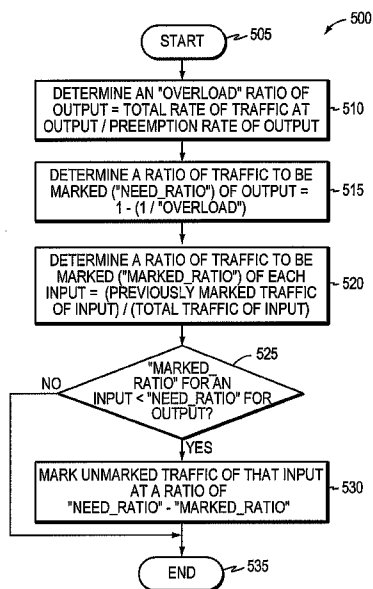 500
START
505
DETERMINE AN "OVERLOAD" RATIO OF
OUTPUT = TOTAL RATE OF TRAFFIC AT
OUTPUT / PREEMPTION RATE OF OUTPUT
510
DETERMINE A RATIO OF TRAFFIC TO BE
MARKED ("NEED_RATIO") OF OUTPUT =
1 - (1 / "OVERLOAD")
515
DETERMINE A RATIO OF TRAFFIC TO BE
MARKED ("MARKED_RATIO") OF EACH
INPUT = (PREVIOUSLY MARKED TRAFFIC
OF INPUT) / (TOTAL TRAFFIC OF INPUT)
520
525
"MARKED_
RATIO" FOR AN
INPUT < "NEED_RATIO" FOR
OUTPUT?
NO
YES
MARK UNMARKED TRAFFIC OF THAT INPUT
AT A RATIO OF
"NEED_RATIO" - "MARKED_RATIO"
530
END
535